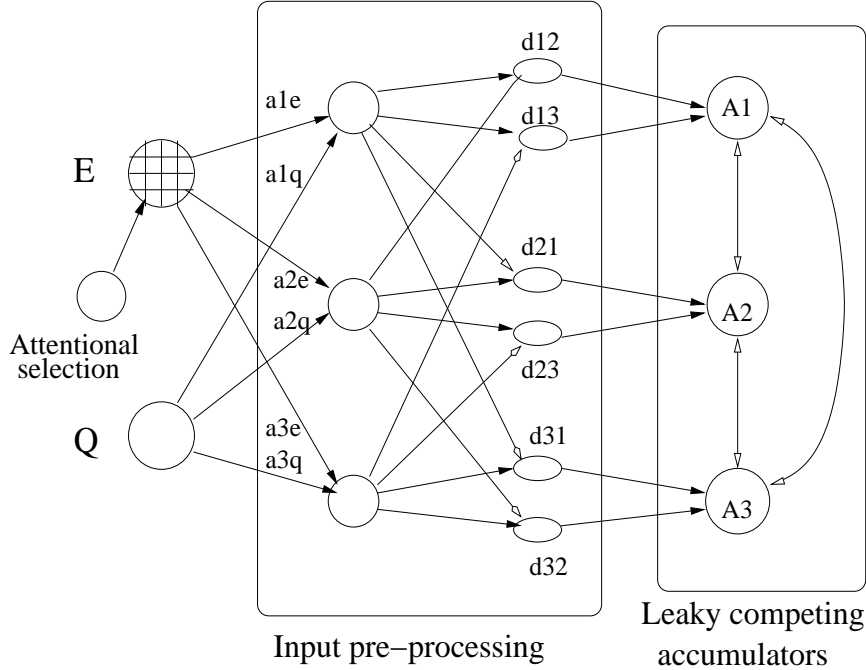 d12
a1e
d13
A1
E
a1q
d21
a2e
A2
a2q
Attentional
selection
d23
a3e
Q
d31
a3q
A3
d32
Leaky competing
accumulators
Input pre−processing